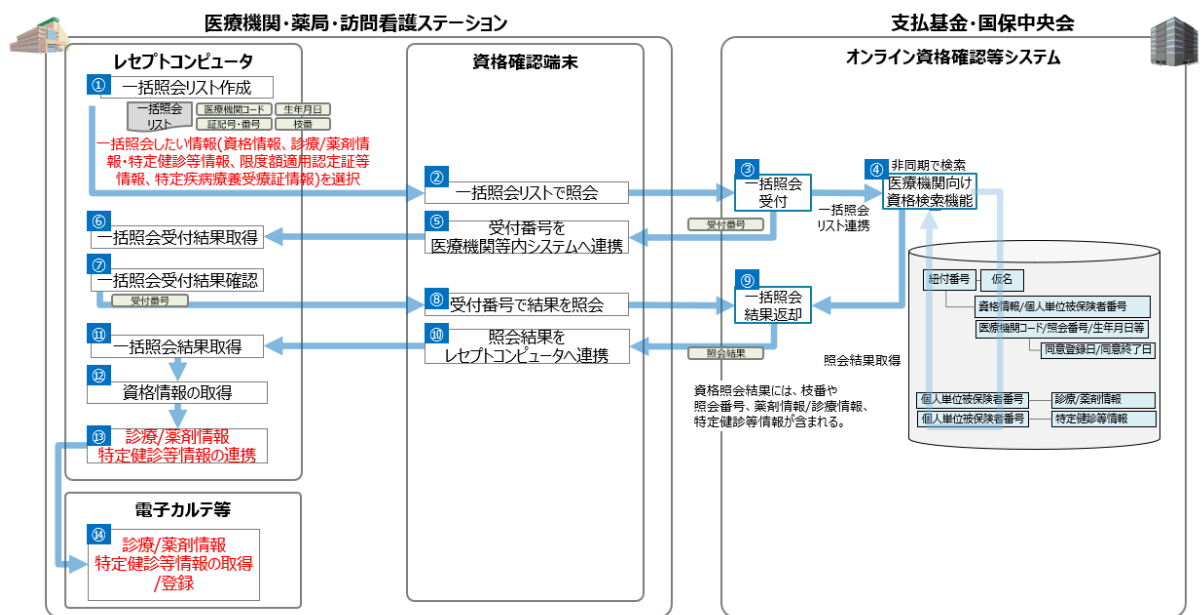 医療機関・薬局・訪問看護ステーション
支払基金・国保中央会
レセプトコンピュータ
資格確認端末
オンライン資格確認等システム
①
一括照会リスト作成
一括照会
リスト
医療機関コード
生年月日
証記号・番号
枝番
一括照会したい情報(資格情報、診療/薬剤情
報・特定健診等情報、限度額適用認定証等
情報、特定疾病療養受療証情報)を選択
②
一括照会リストで照会
③
一括照会
受付
一括照会
リスト連携
④
非同期で検索
医療機関向け
資格検索機能
受付番号
⑤
受付番号を
医療機関等内システムへ連携
⑥
一括照会受付結果取得
⑦
一括照会受付結果確認
受付番号
⑧
受付番号で結果を照会
⑨
一括照会
結果返却
⑩
照会結果を
レセプトコンピュータへ連携
照会結果
⑪
一括照会結果取得
⑫
資格情報の取得
⑬
診療/薬剤情報
特定健診等情報の連携
資格照会結果には、枝番や
照会番号、薬剤情報/診療情報、
特定健診等情報が含まれる。
照会結果取得
紐付番号
仮名
資格情報/個人単位被保険者番号
医療機関コード/照会番号/生年月日等
同意登録日/同意終了日
個人単位被保険者番号
診療/薬剤情報
個人単位被保険者番号
特定健診等情報
電子カルテ等
⑭
診療/薬剤情報
特定健診等情報の取得
/登録